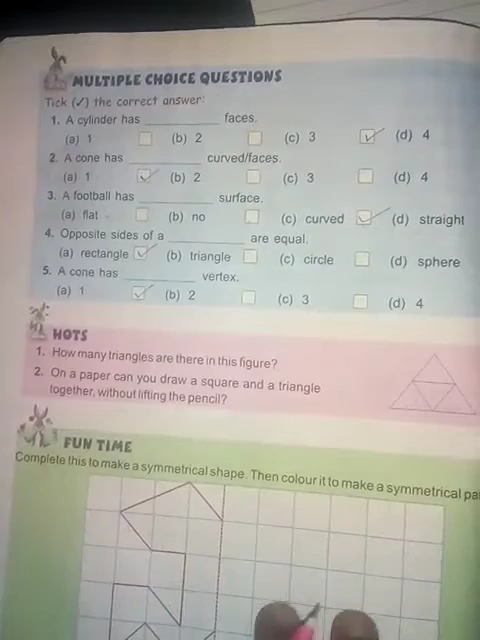 MULTIPLE CHOICE QUESTIONS
Tick (✓) the correct answer:
1. A cylinder has __________ faces.
(a) 1 (b) 2 (c) 3 (d) 4
2. A cone has __________ curved/faces.
(a) 1 (b) 2 (c) 3 (d) 4
3. A football has __________ surface.
(a) flat (b) no (c) curved (d) straight
4. Opposite sides of a __________ are equal.
(a) rectangle (b) triangle (c) circle (d) sphere
5. A cone has __________ vertex.
(a) 1 (b) 2 (c) 3 (d) 4
HOTS
1. How many triangles are there in this figure?
2. On a paper can you draw a square and a triangle
together, without lifting the pencil?
FUN TIME
Complete this to make a symmetrical shape. Then colour it to make a symmetrical